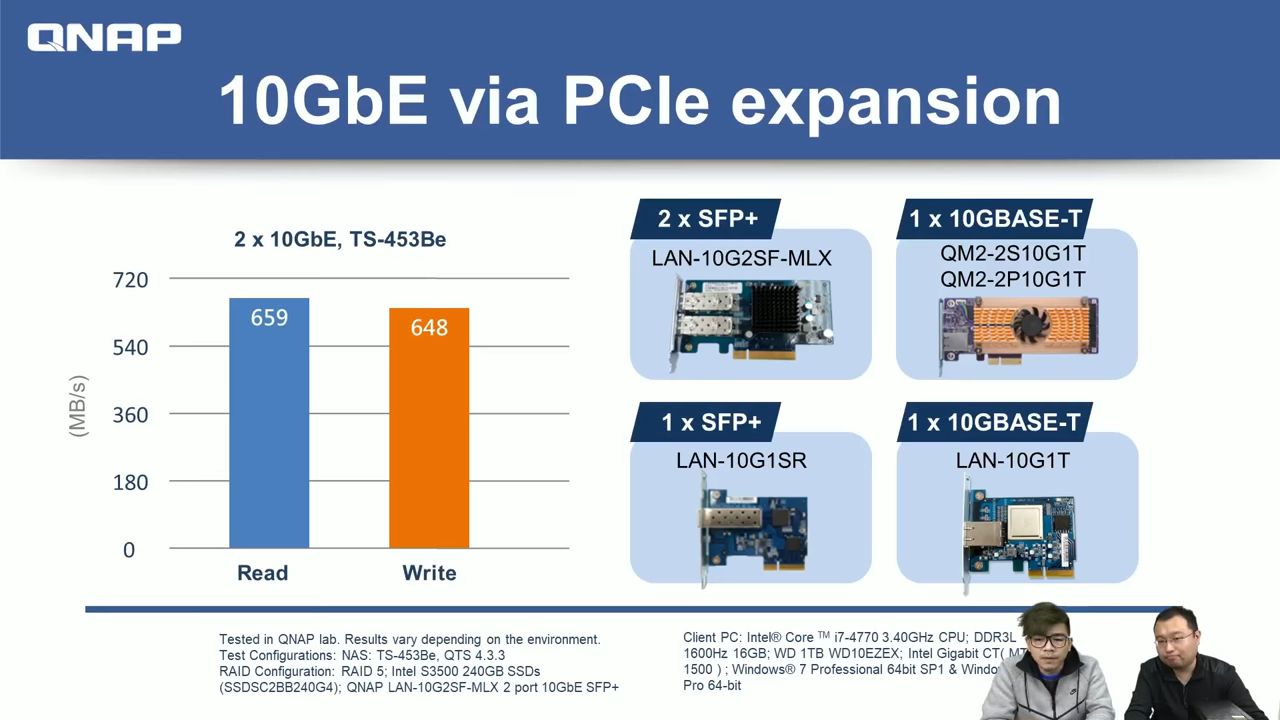 QNAP
10GbE via PCIe expansion
2 x 10GbE, TS-453Be
(MB/s)
720
540
360
180
0
659
648
Read
Write
2 x SFP+
LAN-10G2SF-MLX
1 x 10GBASE-T
QM2-2S10G1T
QM2-2P10G1T
1 x SFP+
LAN-10G1SR
1 x 10GBASE-T
LAN-10G1T
Tested in QNAP lab. Results vary depending on the environment.
Test Configurations: NAS: TS-453Be, QTS 4.3.3
RAID Configuration: RAID 5; Intel S3500 240GB SSDs
(SSDSC2BB240G4); QNAP LAN-10G2SF-MLX 2 port 10GbE SFP+
Client PC: Intel® Core ™ i7-4770 3.40GHz CPU; DDR3L
1600Hz 16GB; WD 1TB WD10EZEX; Intel Gigabit CT(
1500 ) ; Windows® 7 Professional 64bit SP1 &
Pro 64-bit